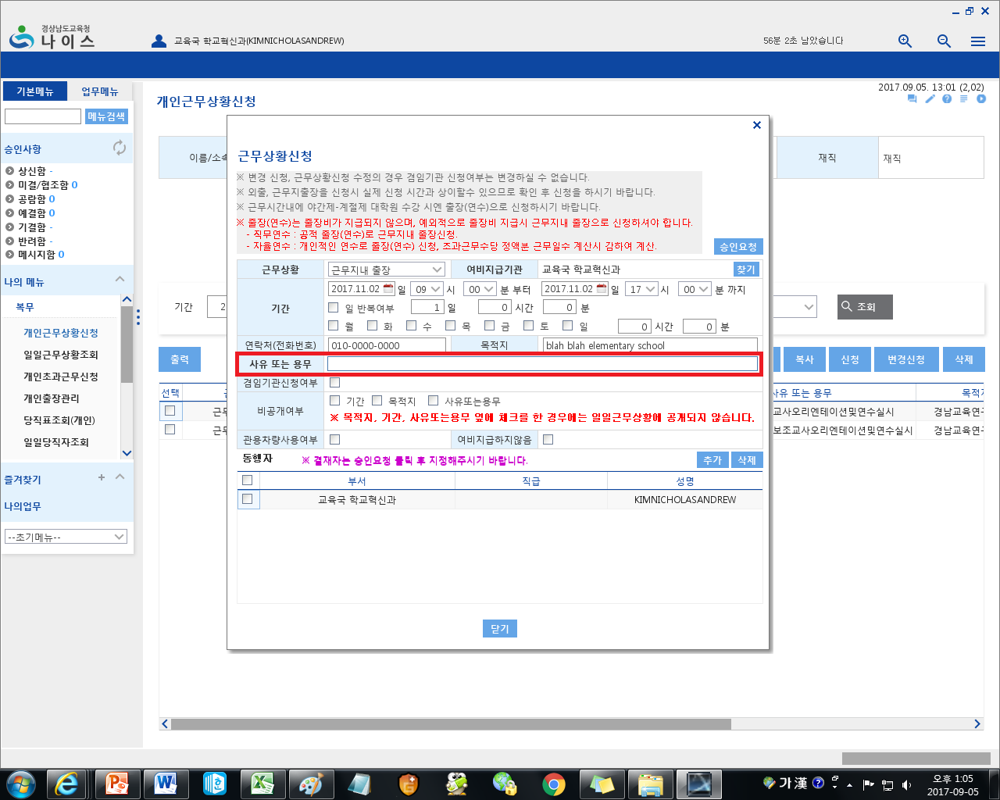 경상남도교육청
나이스
교육국 학교혁신과(KIMNICHOLASANDREW)
56분 2초 남았습니다
기본메뉴 업무메뉴
메뉴검색
승인사항
상신함 -
미결/협조함 0
공람함 0
예결함 0
기결함 -
반려함 -
메시지함 0
나의 메뉴
복무
개인근무상황신청
일일근무상황조회
개인초과근무신청
개인출장관리
당직표조회(개인)
일일당직자조회
즐겨찾기 +
나의업무
--초기메뉴--
2017.09.05. 13:01 (2,02)
개인근무상황신청
이름/소속
재직 재직
기간 2
조회
출력
복사 신청 변경신청 삭제
선택
사유 또는 용무
교사오리엔테이션및연수실시
보조교사오리엔테이션및연수실시
근무상황신청
※ 변경 신청, 근무상황신청 수정의 경우 겸임기관 신청여부는 변경하실 수 없습니다.
※ 외출, 근무지출장을 신청시 실제 신청 시간과 상이할수 있으므로 확인 후 신청을 하시기 바랍니다.
※ 근무시간내에 야간제-계절제 대학원 수강 시엔 출장(연수)으로 신청하시기 바랍니다.
※ 출장(연수)는 출장비가 지급되지 않으며, 예외적으로 출장비 지급시 근무지내 출장으로 신청하셔야 합니다.
- 직무연수 : 공적 출장(연수)로 근무지내 출장신청.
- 자율연수 : 개인적인 연수로 출장(연수) 신청, 초과근무수당 정액분 근무일수 계산시 감하여 계산.
승인요청
근무상황 근무지내 출장 여비지급기관 교육국 학교혁신과 찾기
기간
2017.11.02 일 09 시 00 분 부터 2017.11.02 일 17 시 00 분 까지
일 반복여부 1 일 0 시간 0 분
월 화 수 목 금 토 일 0 시간 0 분
연락처(전화번호) 010-0000-0000 목적지 blah blah elementary school
사유 또는 용무
겸임기관신청여부
비공개여부
기간 목적지 사유또는용무
※ 목적지, 기간, 사유또는용무 옆에 체크를 한 경우에는 일일근무상황에 공개되지 않습니다.
관용차량사용여부 여비지급하지않음
동행자 ※ 결재자는 승인요청 클릭 후 지정해주시기 바랍니다. 추가 삭제
부서 직급 성명
교육국 학교혁신과 KIMNICHOLASANDREW
닫기
가 漢
오후 1:05
2017-09-05